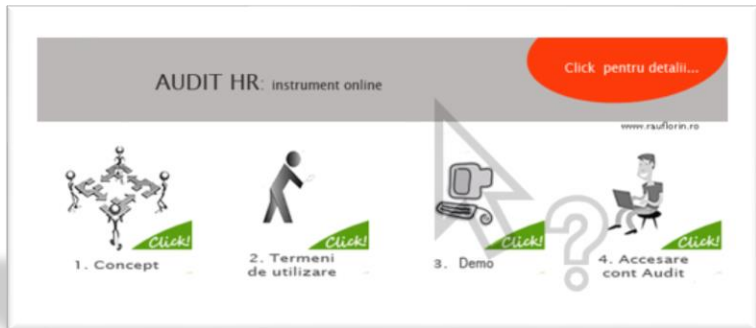 AUDIT HR: instrument online
Click pentru detalii...
www.rauflorin.ro
Click!
1. Concept
Click!
2. Termeni
de utilizare
Click!
3. Demo
Click!
4. Accesare
cont Audit
?